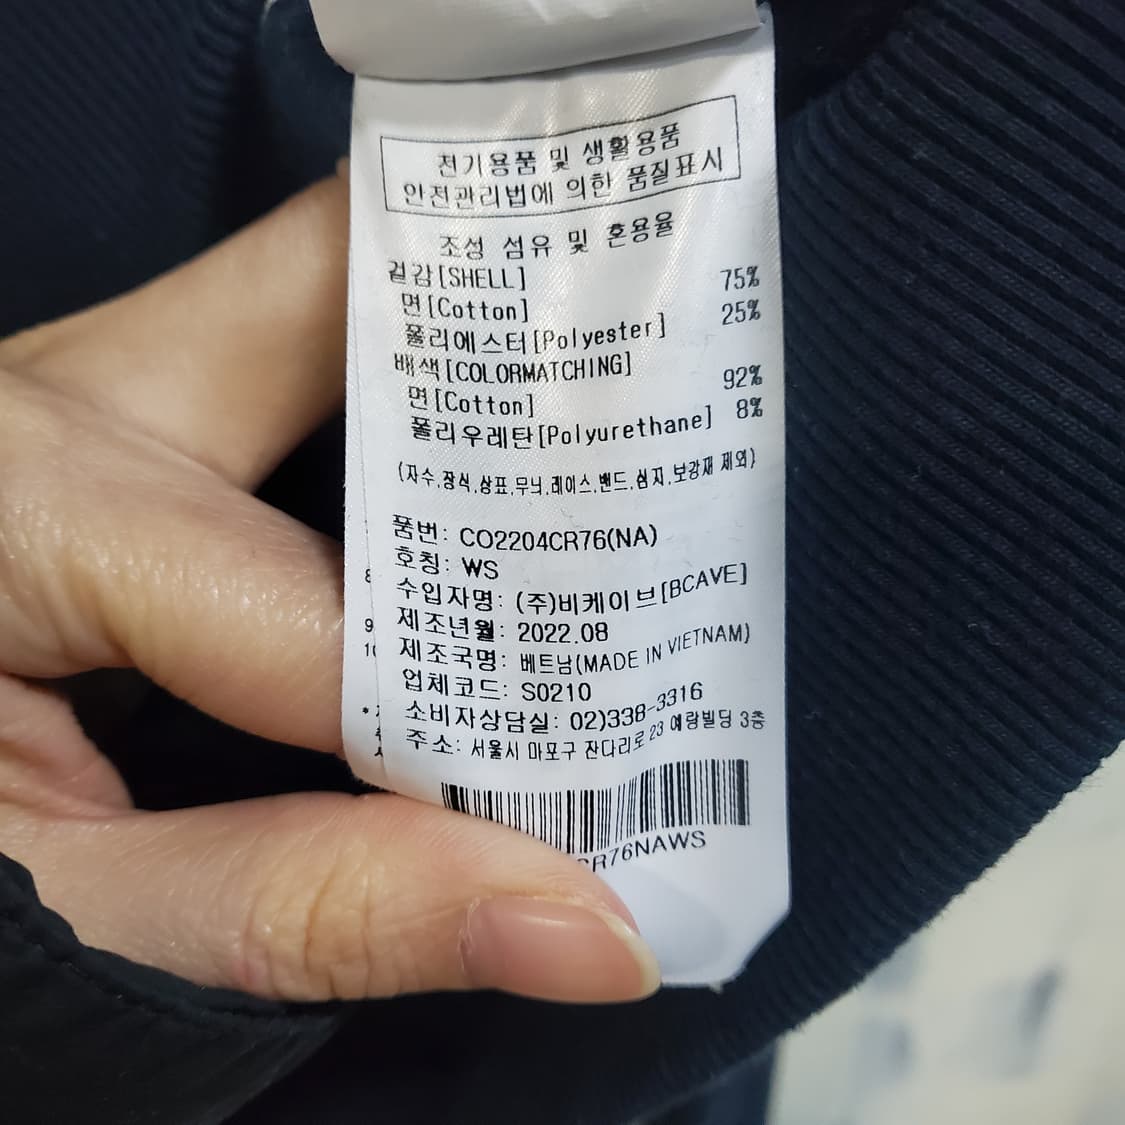 전기용품 및 생활용품
안전관리법에 의한 품질표시
조성 섬유 및 혼용율
겉감[SHELL]
면[Cotton] 75%
폴리에스터[Polyester] 25%
배색[COLORMATCHING]
면[Cotton] 92%
폴리우레탄[Polyurethane] 8%
(자수,장식,상표,무늬,레이스,밴드,심지,보강재 제외)
품번: CO2204CR76(NA)
호칭: WS
수입자명: (주)비케이브[BCAVE]
제조년월: 2022.08
제조국명: 베트남(MADE IN VIETNAM)
업체코드: S0210
소비자상담실: 02)338-3316
주소: 서울시 마포구 잔다리로 23 예랑빌딩 3층
CR76NAWS